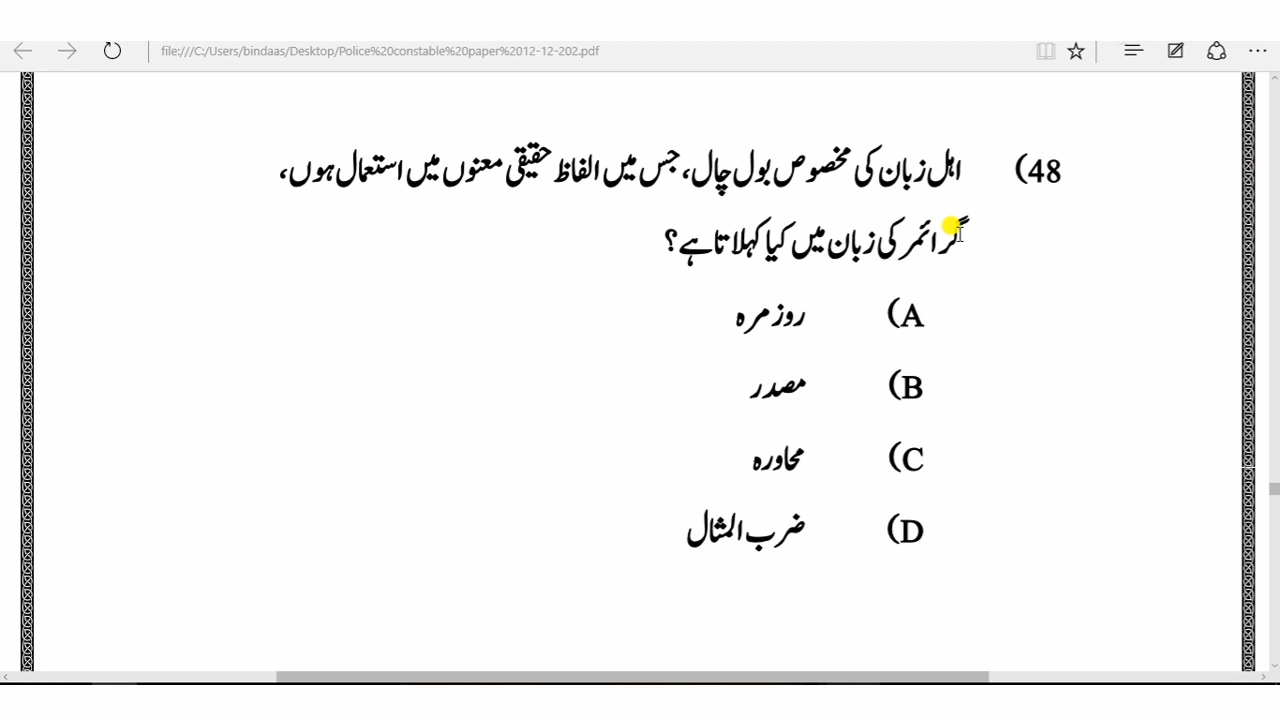 file:///C:/Users/bindaas/Desktop/Police%20constable%20paper%2012-12-202.pdf
48) اہل زبان کی مخصوص بول چال، جس میں الفاظ حقیقی معنوں میں استعمال ہوں،
گرائمر کی زبان میں کیا کہلاتا ہے؟
A) روزمرہ
B) مصدر
C) محاورہ
D) ضرب المثال